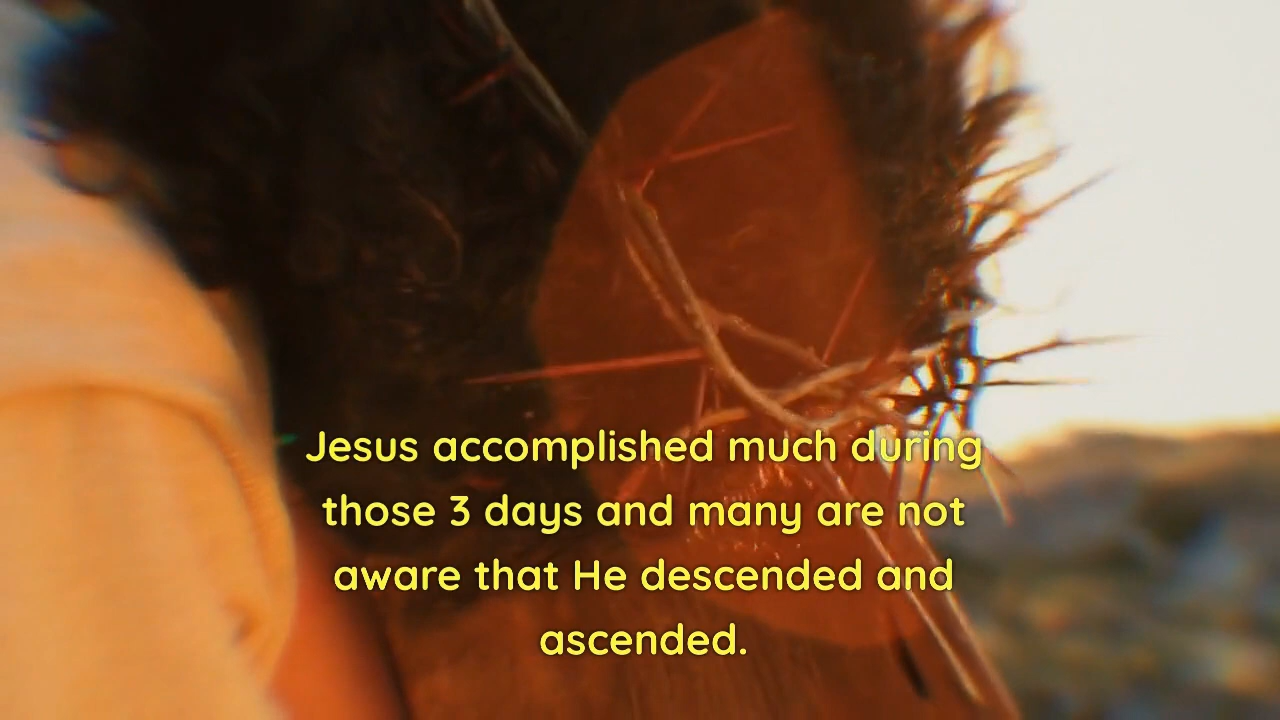 Jesus accomplished much during
those 3 days and many are not
aware that He descended and
ascended.